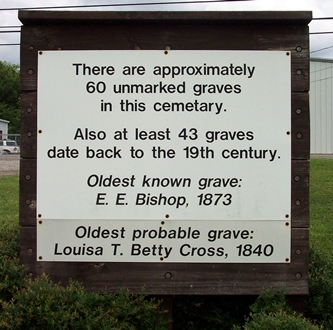 There are approximately
60 unmarked graves
in this cemetary.
Also at least 43 graves
date back to the 19th century.
Oldest known grave:
E. E. Bishop, 1873
Oldest probable grave:
Louisa T. Betty Cross, 1840